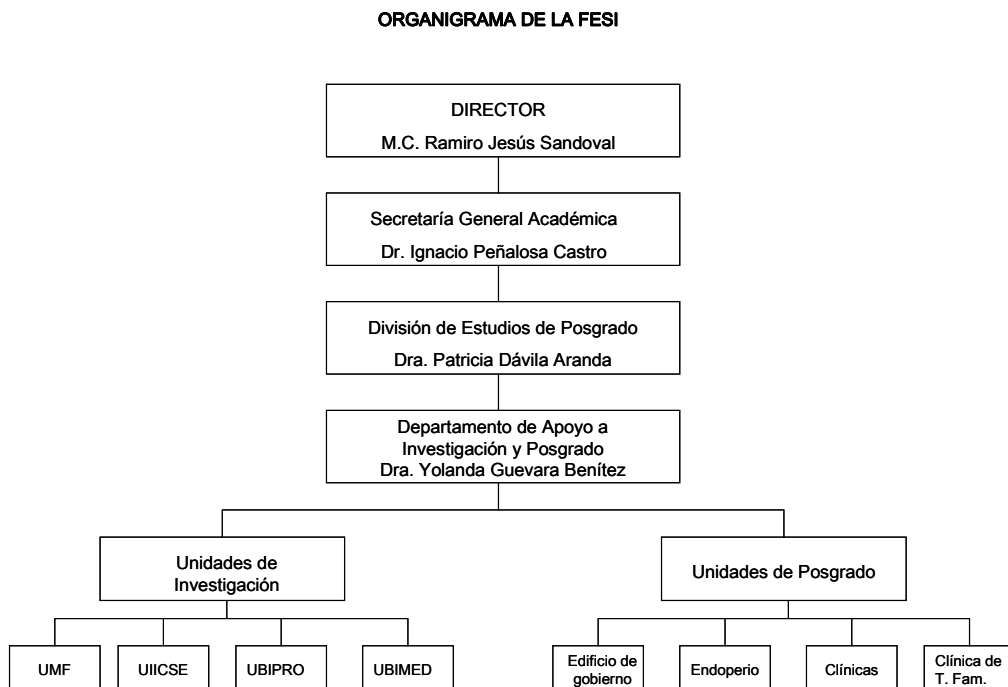 ORGANIGRAMA DE LA FESI
DIRECTOR
M.C. Ramiro Jesús Sandoval
Secretaría General Académica
Dr. Ignacio Peñalosa Castro
División de Estudios de Posgrado
Dra. Patricia Dávila Aranda
Departamento de Apoyo a
Investigación y Posgrado
Dra. Yolanda Guevara Benítez
Unidades de
Investigación
Unidades de Posgrado
UMF
UIICSE
UBIPRO
UBIMED
Edificio de
gobierno
Endoperio
Clínicas
Clínica de
T. Fam.